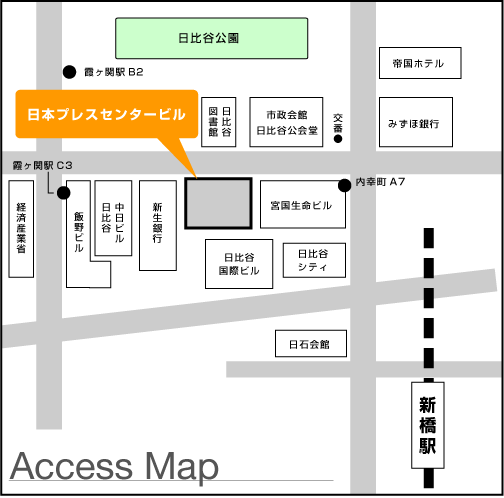 日比谷公園
霞ヶ関駅 B2
帝国ホテル
日本プレスセンタービル
日比谷
図書館
市政会館
日比谷公会堂
交番
みずほ銀行
霞ヶ関駅 C3
内幸町 A7
経済産業省
飯野ビル
中日ビル
日比谷
新生銀行
宮国生命ビル
日比谷
国際ビル
日比谷
シティ
日石会館
新橋駅
Access Map